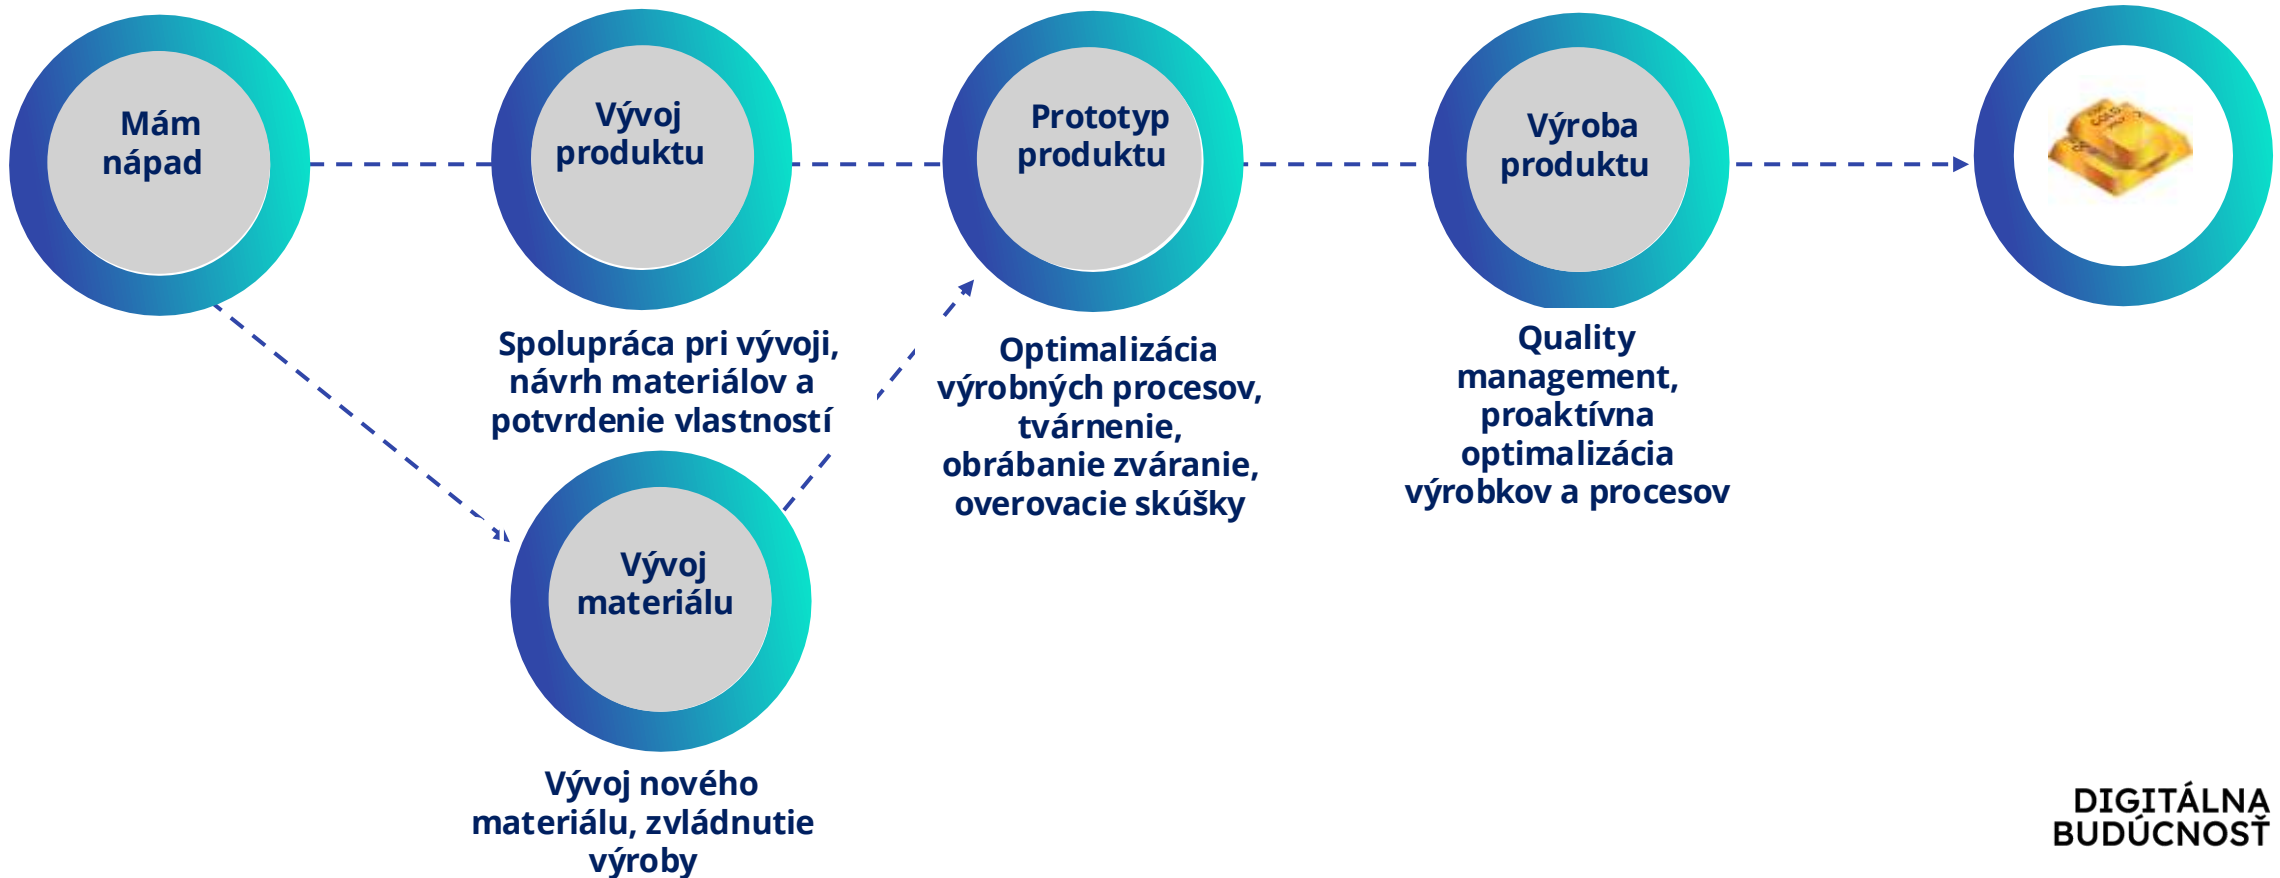 Mám
nápad
Vývoj
produktu
Prototyp
produktu
Výroba
produktu
Spolupráca pri vývoji,
návrh materiálov a
potvrdenie vlastností
Optimalizácia
výrobných procesov,
tvárnenie,
obrábanie zváranie,
overovacie skúšky
Quality
management,
proaktívna
optimalizácia
výrobkov a procesov
Vývoj
materiálu
Vývoj nového
materiálu, zvládnutie
výroby
DIGITÁLNA
BUDÚCNOSŤ